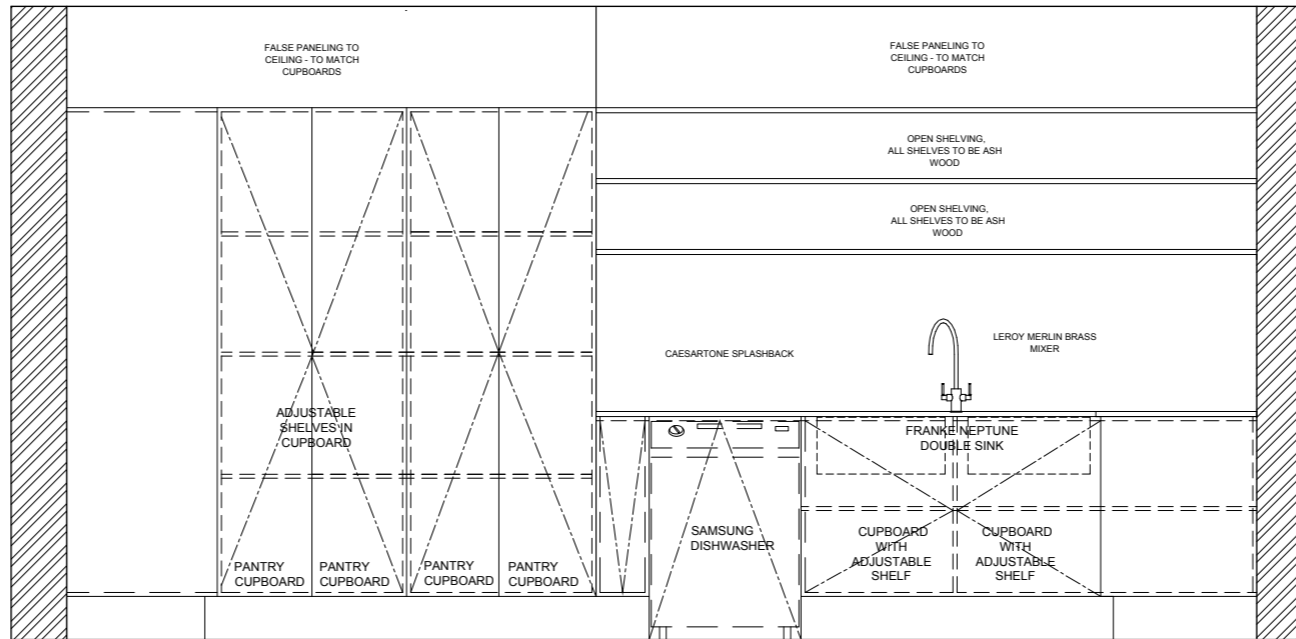 FALSE PANELING TO
CEILING - TO MATCH
CUPBOARDS
FALSE PANELING TO
CEILING - TO MATCH
CUPBOARDS
OPEN SHELVING,
ALL SHELVES TO BE ASH
WOOD
OPEN SHELVING,
ALL SHELVES TO BE ASH
WOOD
CAESARTONE SPLASHBACK
LEROY MERLIN BRASS
MIXER
ADJUSTABLE
SHELVES IN
CUPBOARD
FRANKE NEPTUNE
DOUBLE SINK
SAMSUNG
DISHWASHER
CUPBOARD
WITH
ADJUSTABLE
SHELF
CUPBOARD
WITH
ADJUSTABLE
SHELF
PANTRY
CUPBOARD
PANTRY
CUPBOARD
PANTRY
CUPBOARD
PANTRY
CUPBOARD